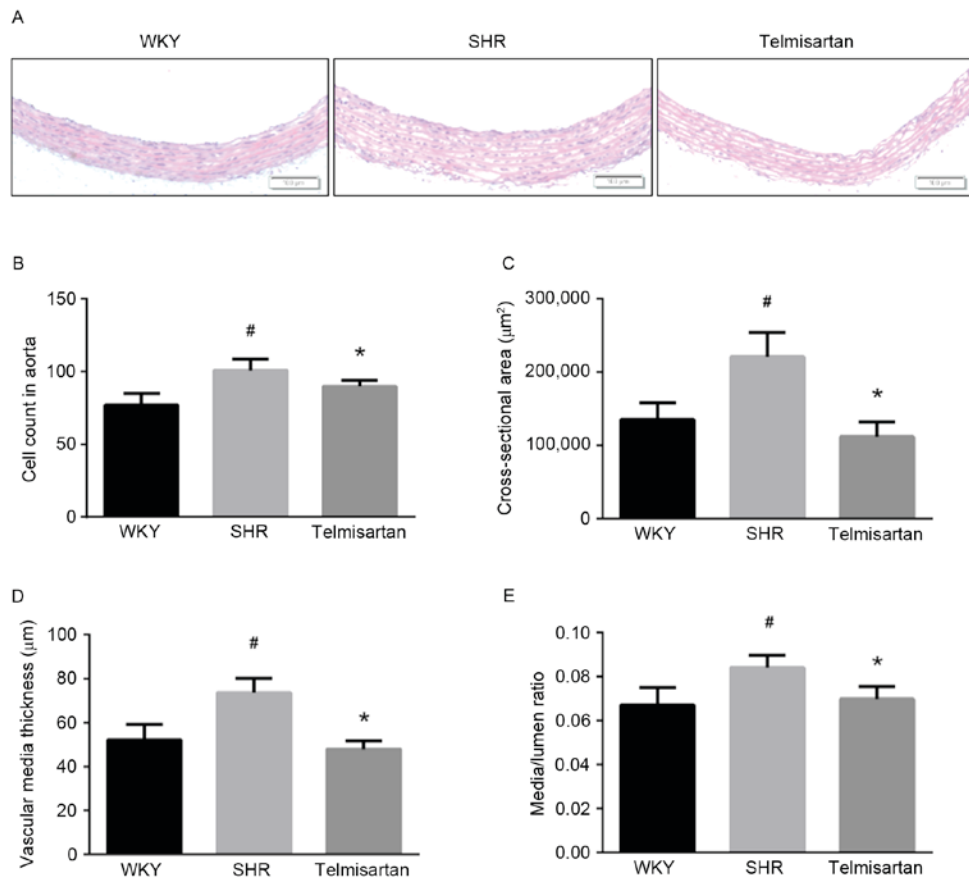 A
WKY SHR Telmisartan
B
Cell count in aorta
150
100
50
0
#
*
WKY SHR Telmisartan
C
Cross-sectional area (μm²)
300,000
200,000
100,000
0
#
*
WKY SHR Telmisartan
D
Vascular media thickness (μm)
100
80
60
40
20
0
#
*
WKY SHR Telmisartan
E
Media/lumen ratio
0.10
0.08
0.06
0.04
0.02
0.00
#
*
WKY SHR Telmisartan